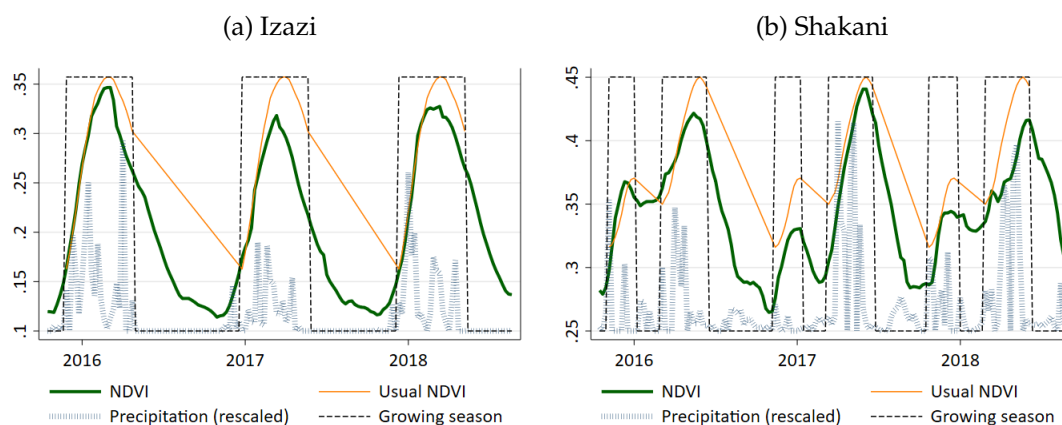 (a) Izazi
(b) Shakani
.35
.3
.25
.2
.15
.1
2016
2017
2018
NDVI
Usual NDVI
Precipitation (rescaled)
Growing season
.45
.4
.35
.3
.25
2016
2017
2018
NDVI
Usual NDVI
Precipitation (rescaled)
Growing season